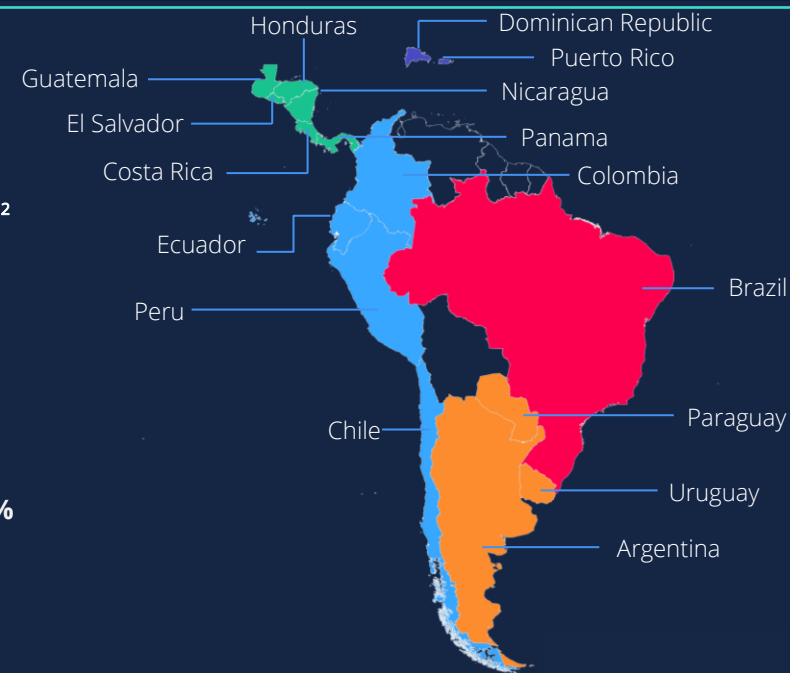 Honduras
Dominican Republic
Puerto Rico
Guatemala
Nicaragua
El Salvador
Panama
Costa Rica
Colombia
2
Ecuador
Brazil
Peru
Paraguay
Chile
Uruguay
%
Argentina